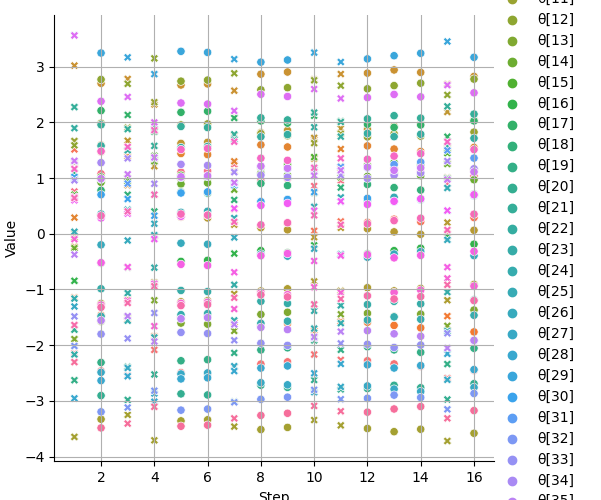 θ[11]
θ[12]
θ[13]
θ[14]
θ[15]
θ[16]
θ[17]
θ[18]
θ[19]
θ[20]
θ[21]
θ[22]
θ[23]
θ[24]
θ[25]
θ[26]
θ[27]
θ[28]
θ[29]
θ[30]
θ[31]
θ[32]
θ[33]
θ[34]
θ[35]
3
2
1
0
−1
−2
−3
−4
Value
2 4 6 8 10 12 14 16
Step